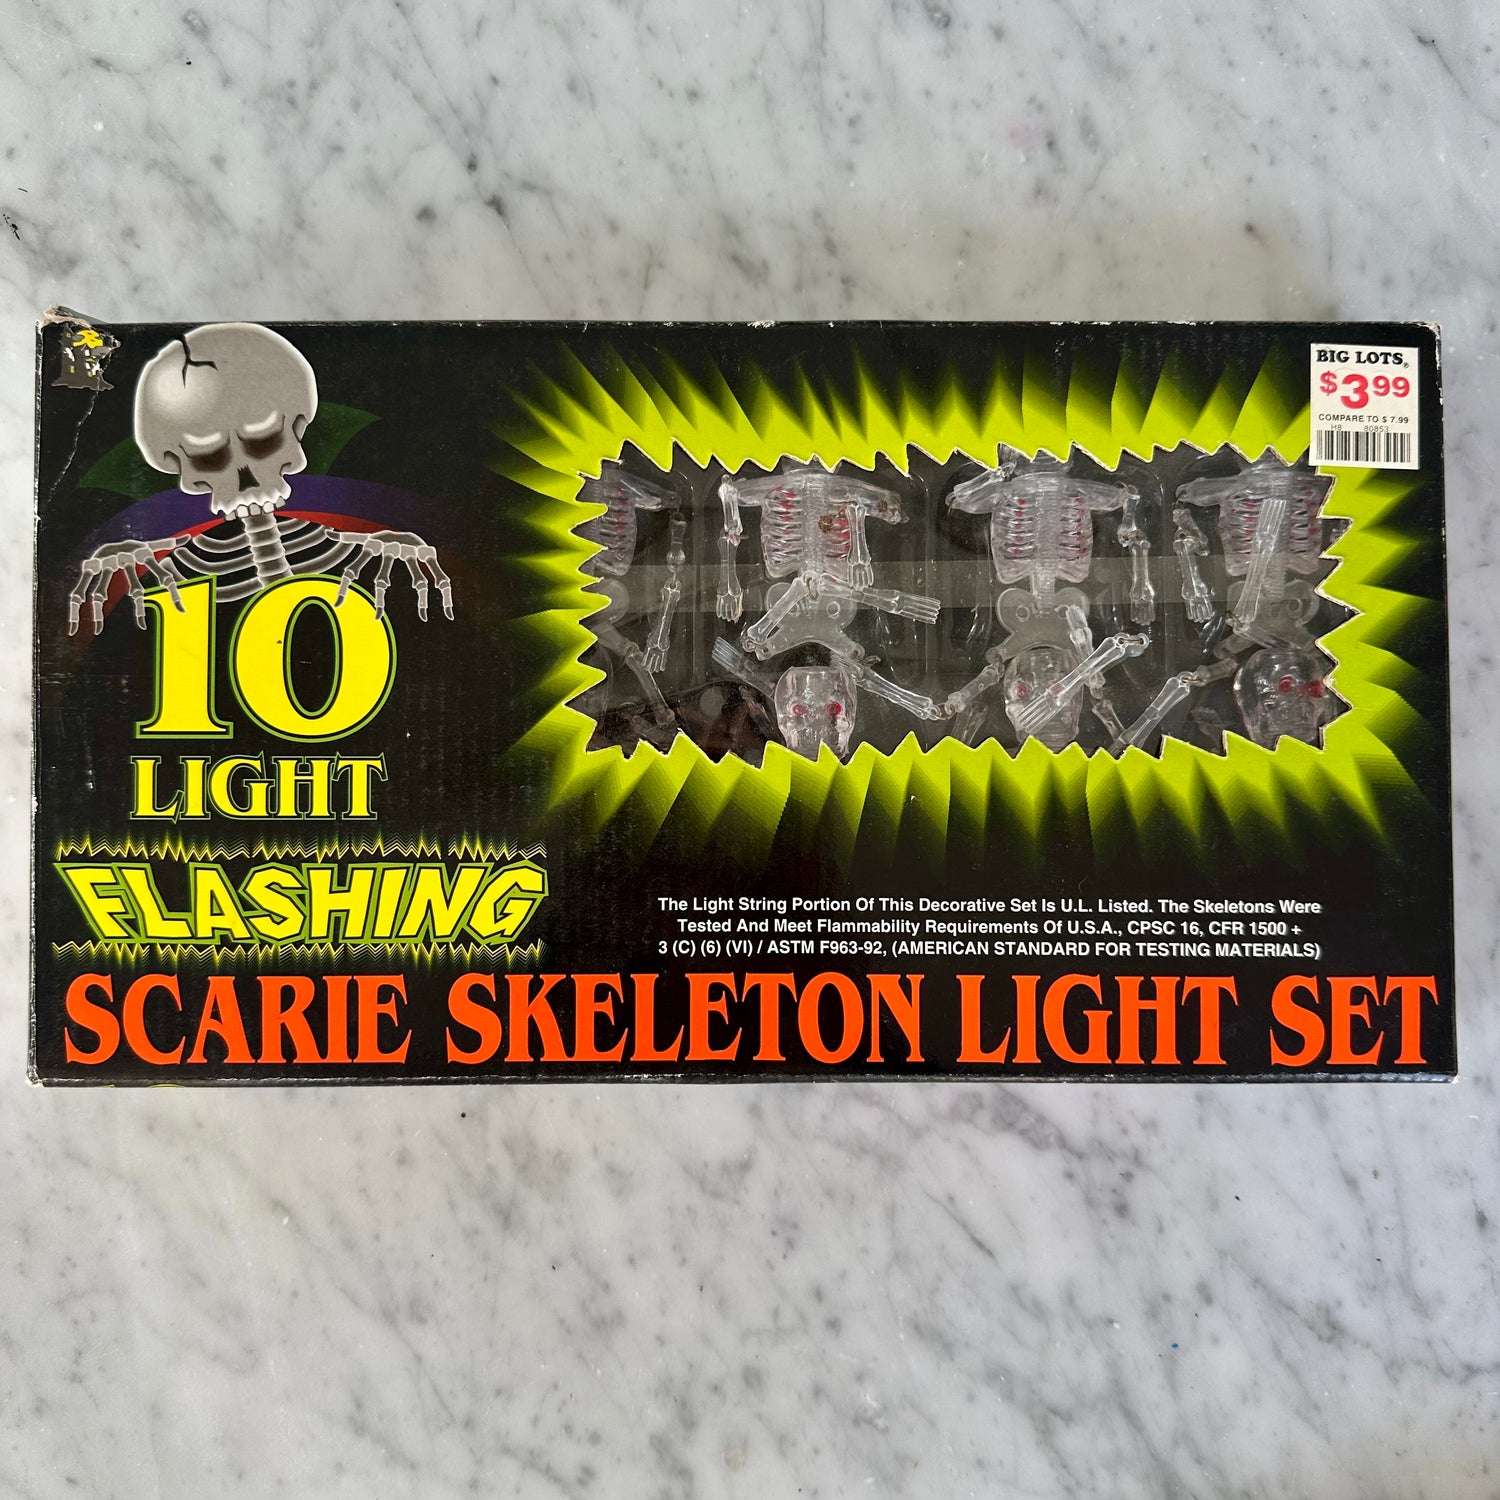 BIG LOTS®
$3.99
COMPARE TO $ 7.99
H8 80853
10
LIGHT
FLASHING
The Light String Portion Of This Decorative Set Is U.L. Listed. The Skeletons Were
Tested And Meet Flammability Requirements Of U.S.A., CPSC 16, CFR 1500 +
3 (C) (6) (VI) / ASTM F963-92, (AMERICAN STANDARD FOR TESTING MATERIALS)
SCARIE SKELETON LIGHT SET